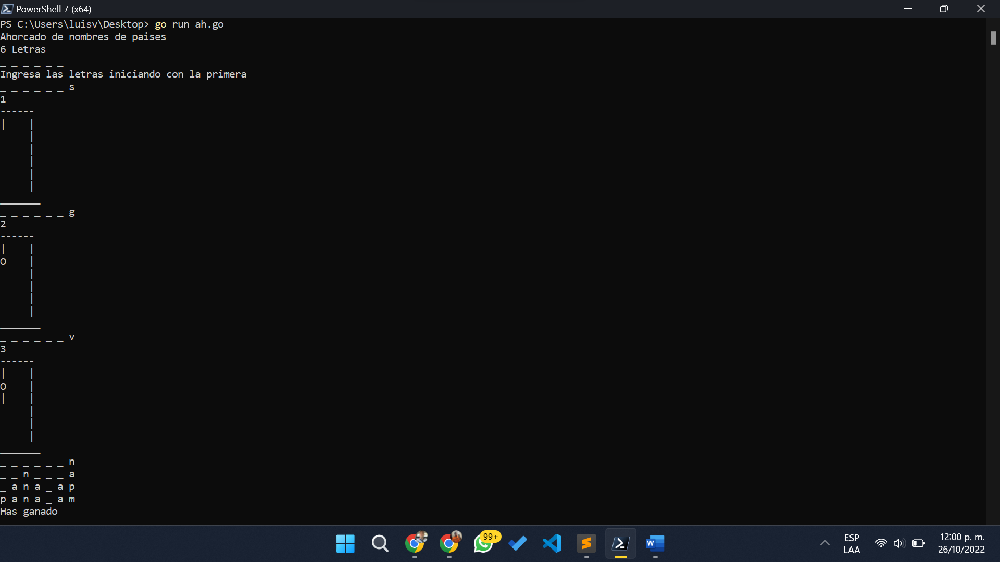 PowerShell 7 (x64)
PS C:\Users\luisv\Desktop> go run ah.go
Ahorcado de nombres de paises
6 Letras
_ _ _ _ _ _
Ingresa las letras iniciando con la primera
_ _ _ _ _ _ s
1
------
|    |
     |
     |
     |
     |
     |
_______
_ _ _ _ _ _ g
2
------
|    |
O    |
     |
     |
     |
     |
_______
_ _ _ _ _ _ v
3
------
|    |
O    |
|    |
     |
     |
     |
_______
_ _ _ _ _ _ n
_ _ n _ _ _ a
_ a n a _ a p
p a n a _ a m
Has ganado
99+
W
ESP
LAA
12:00 p. m.
26/10/2022